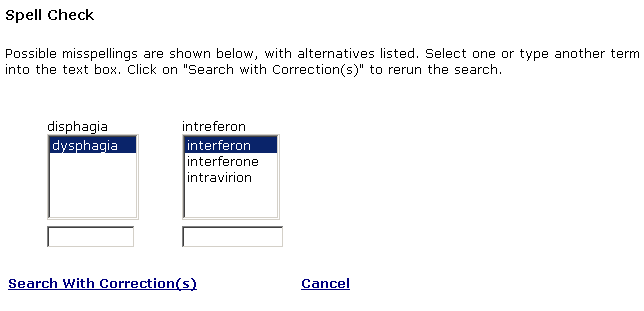 Spell Check
Possible misspellings are shown below, with alternatives listed. Select one or type another term
into the text box. Click on "Search with Correction(s)" to rerun the search.
disphagia intreferon
dysphagia interferon
interferone
intravirion
Search With Correction(s) Cancel